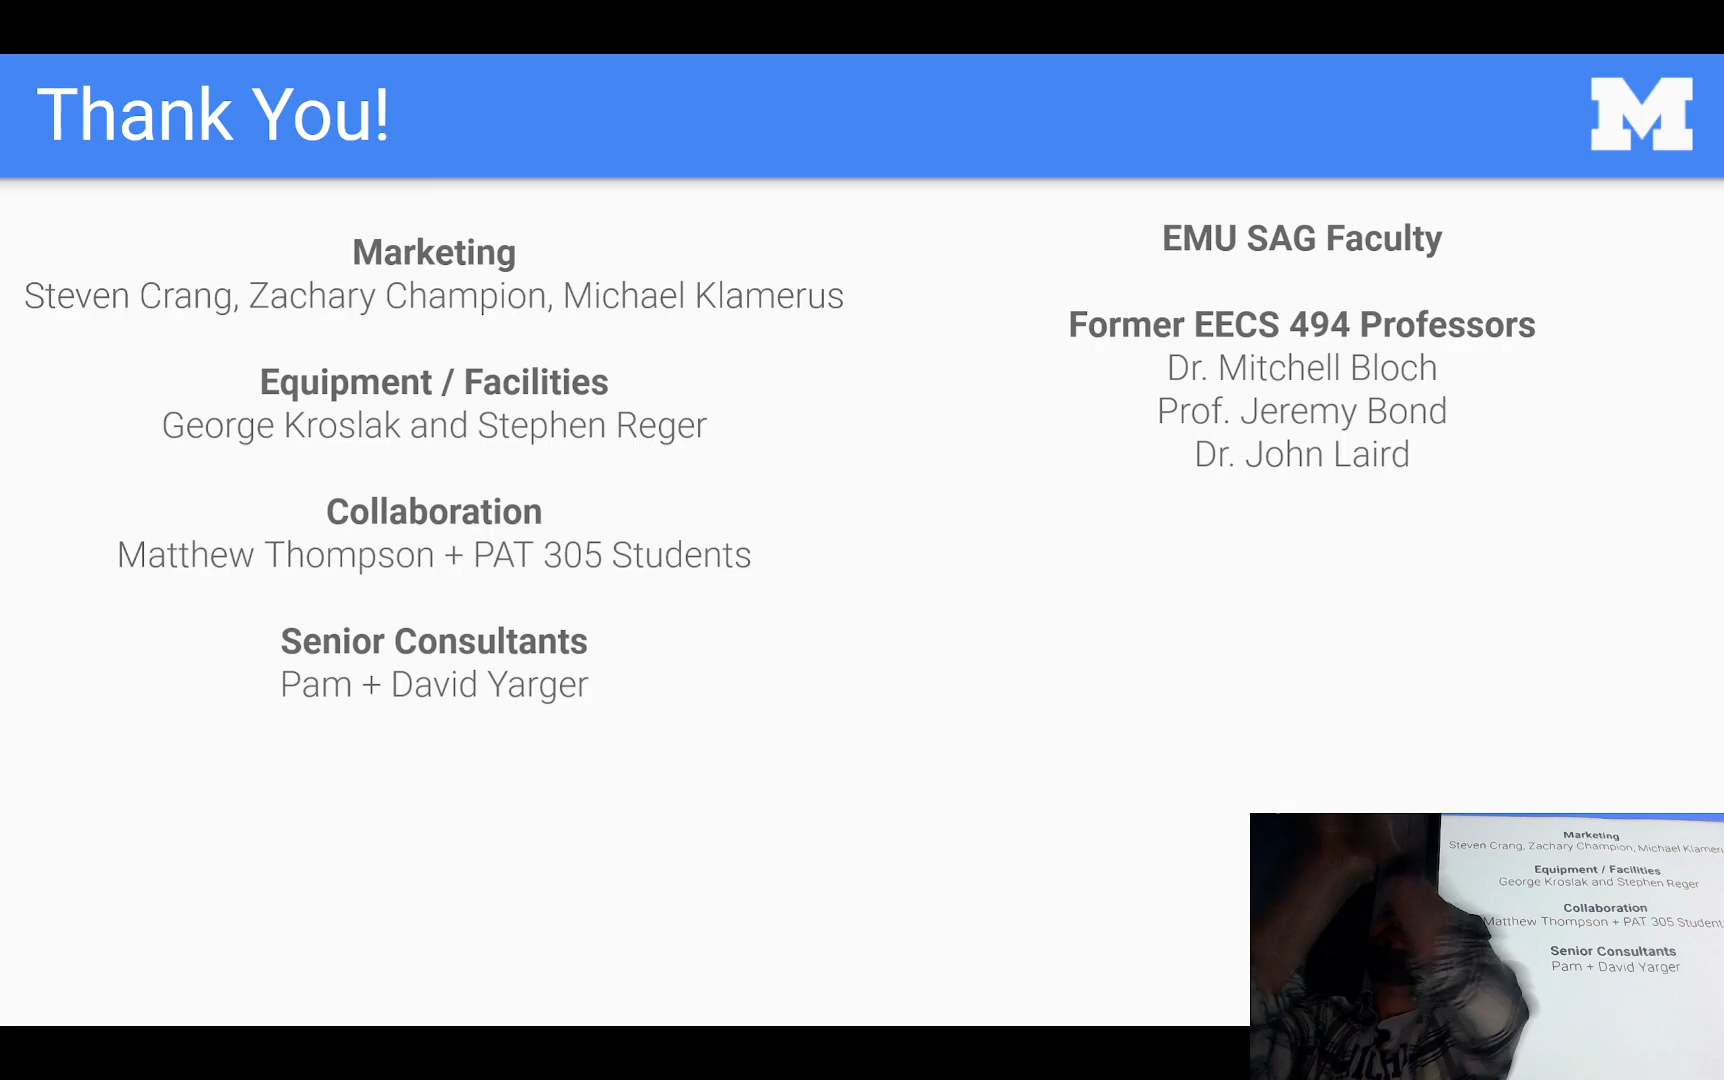 Thank You!
M
Marketing
Steven Crang, Zachary Champion, Michael Klamerus
Equipment / Facilities
George Kroslak and Stephen Reger
Collaboration
Matthew Thompson + PAT 305 Students
Senior Consultants
Pam + David Yarger
EMU SAG Faculty
Former EECS 494 Professors
Dr. Mitchell Bloch
Prof. Jeremy Bond
Dr. John Laird
Marketing
Steven Crang, Zachary Champion, Michael Klameru
Equipment / Facilities
George Kroslak and Stephen Reger
Collaboration
Matthew Thompson + PAT 305 Student
Senior Consultants
Pam + David Yarger